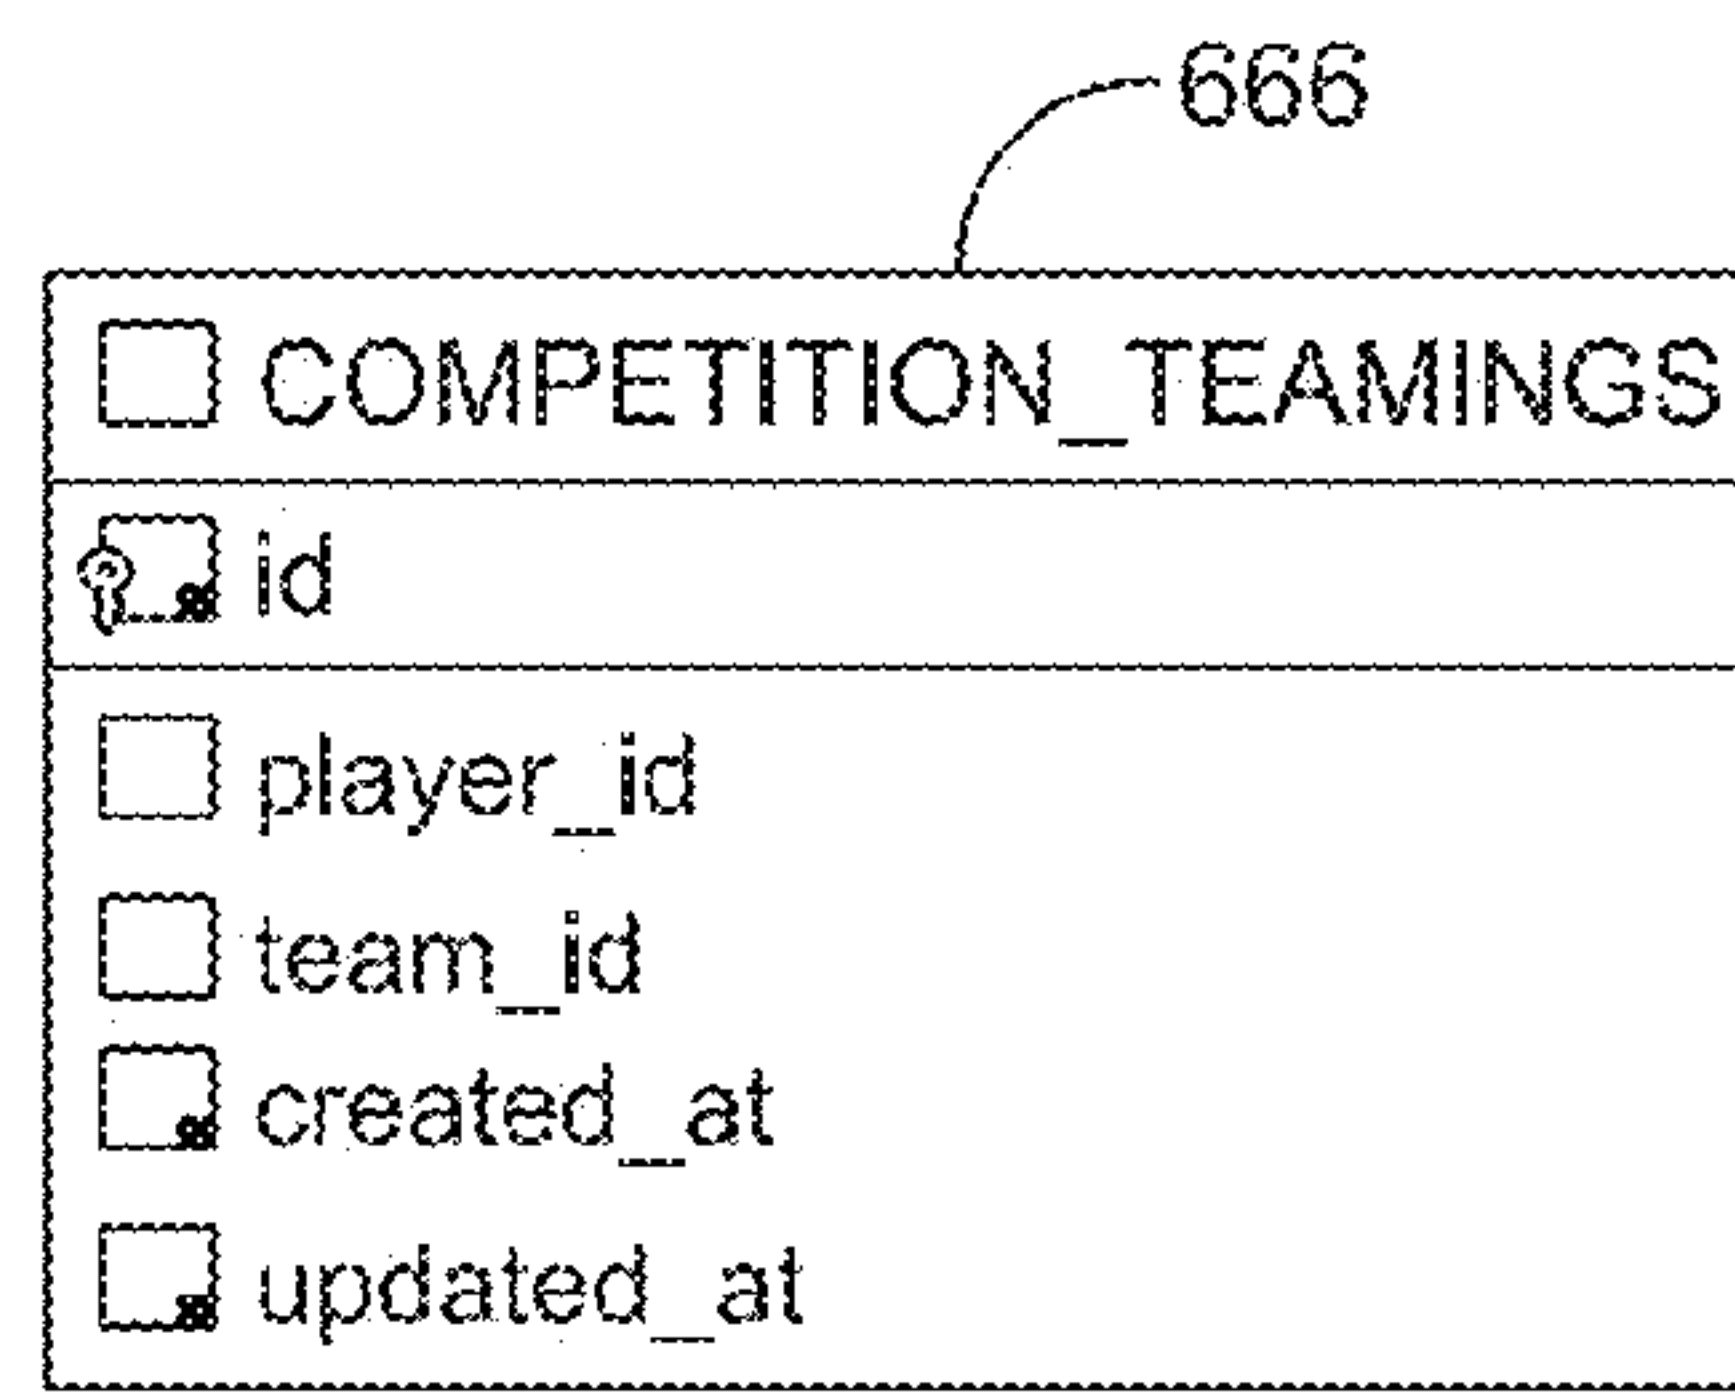 666
COMPETITION_TEAMINGS
id
player_id
team_id
created_at
updated_at